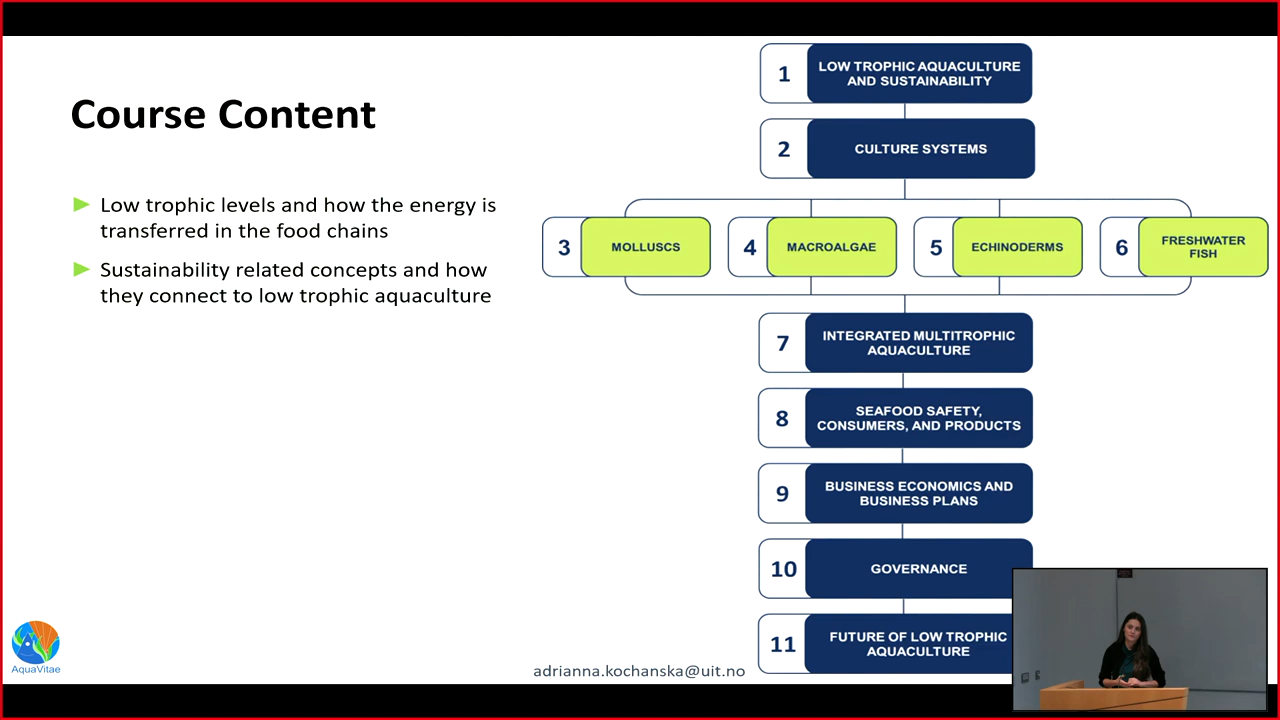 Course Content
Low trophic levels and how the energy is
transferred in the food chains
Sustainability related concepts and how
they connect to low trophic aquaculture
1
LOW TROPHIC AQUACULTURE
AND SUSTAINABILITY
2
CULTURE SYSTEMS
3
MOLLUSCS
4
MACROALGAE
5
ECHINODERMS
6
FRESHWATER
FISH
7
INTEGRATED MULTITROPHIC
AQUACULTURE
8
SEAFOOD SAFETY,
CONSUMERS, AND PRODUCTS
9
BUSINESS ECONOMICS AND
BUSINESS PLANS
10
GOVERNANCE
11
FUTURE OF LOW TROPHIC
AQUACULTURE
AquaVitae
adrianna.kochanska@uit.no